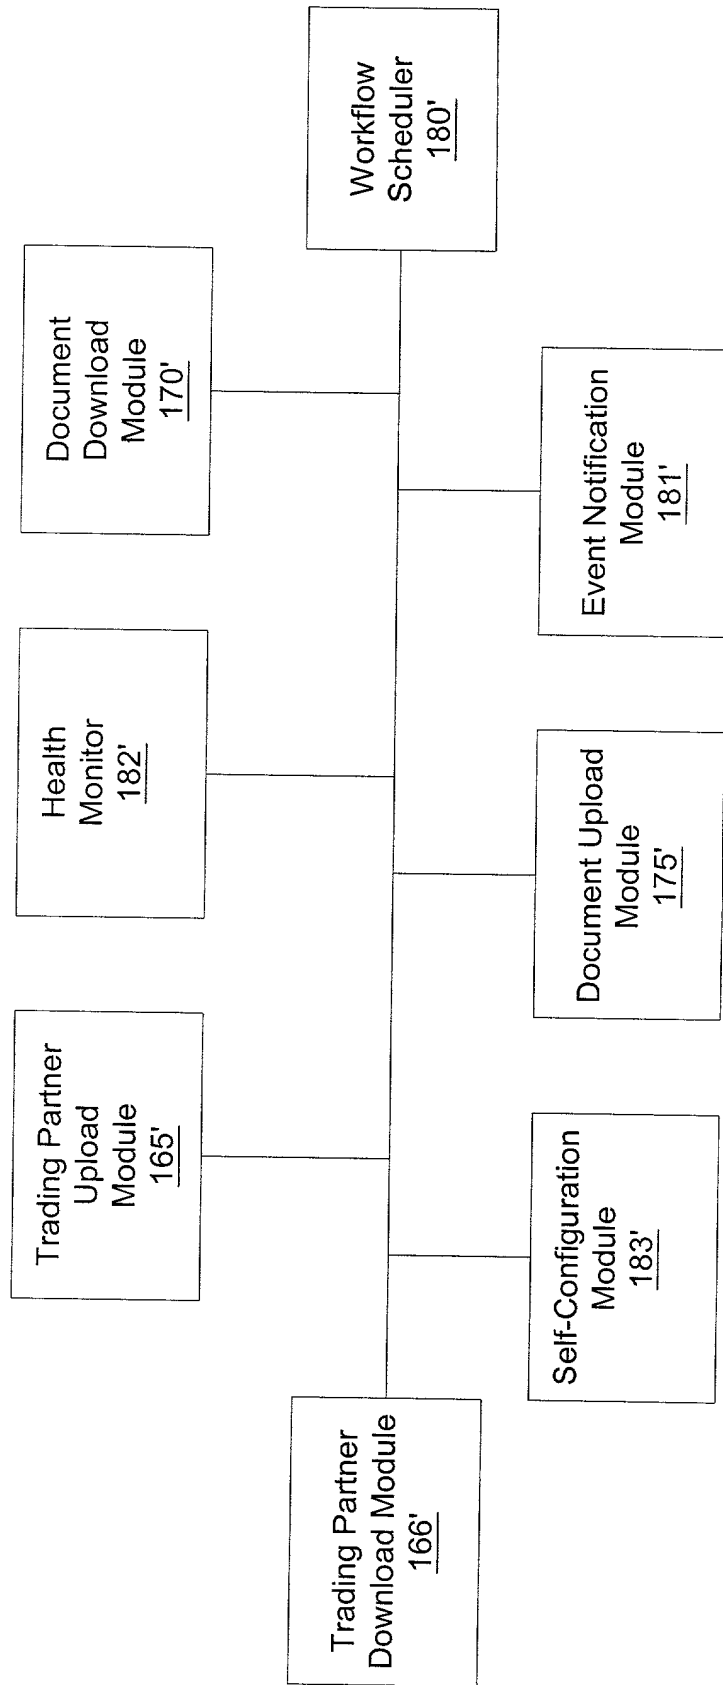 Trading Partner
Upload
Module
165'
Health
Monitor
182'
Document
Download
Module
170'
Trading Partner
Download Module
166'
Workflow
Scheduler
180'
Self-Configuration
Module
183'
Document Upload
Module
175'
Event Notification
Module
181'